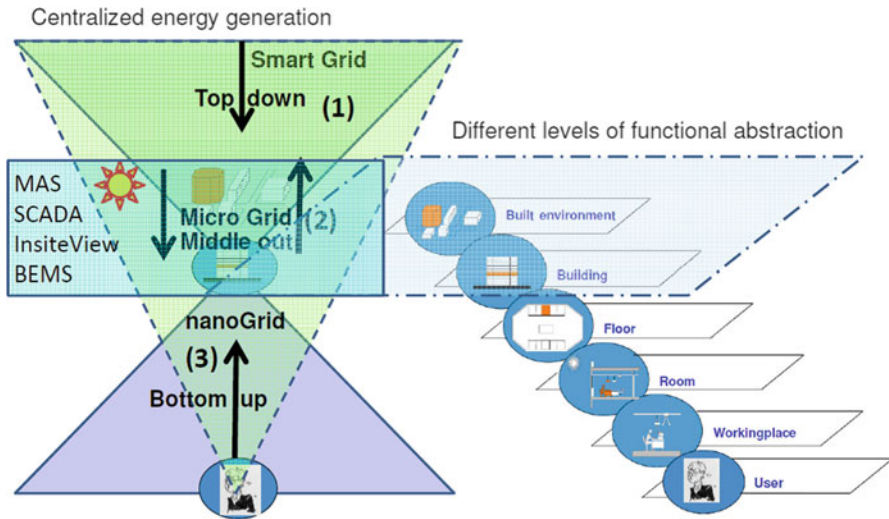 Centralized energy generation
Smart Grid
Top down (1)
Different levels of functional abstraction
MAS
SCADA
InsiteView
BEMS
Micro Grid
Middle out (2)
Built environment
Building
nanoGrid
(3)
Bottom up
Floor
Room
Workingplace
User